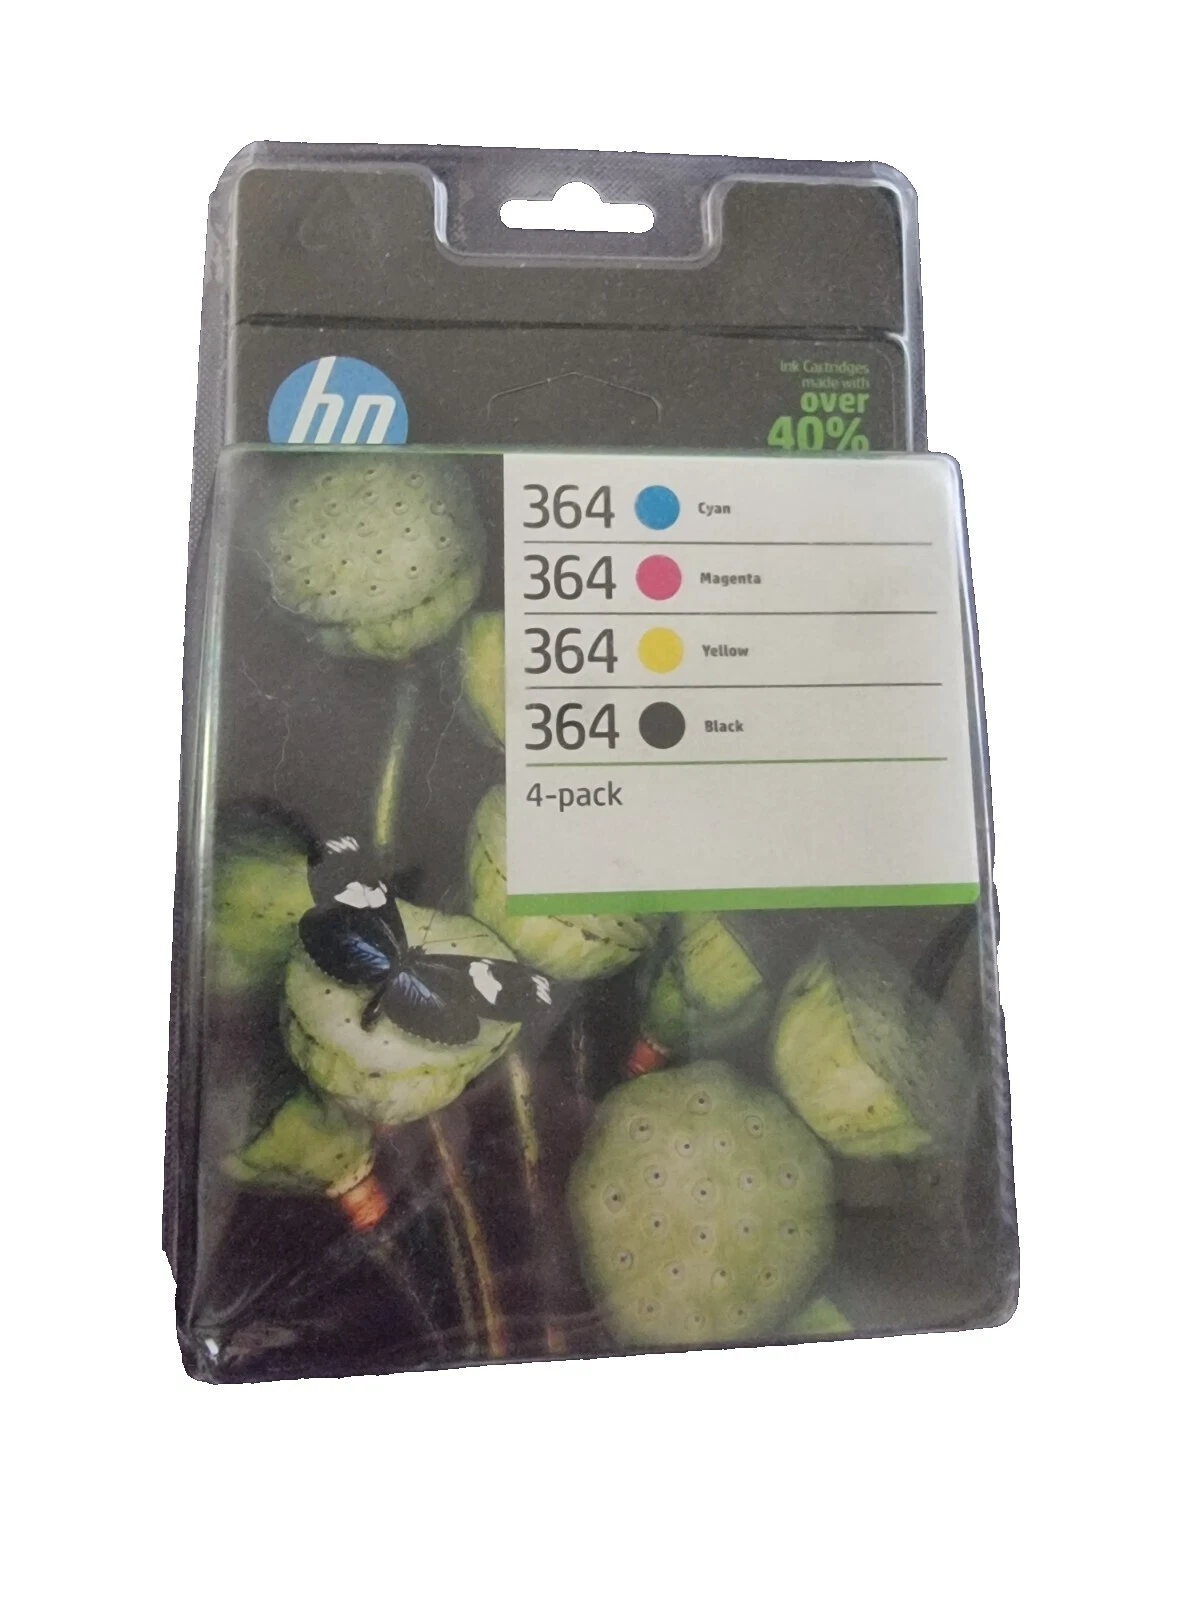 hp
Ink Cartridges
made with
over
40%
364 Cyan
364 Magenta
364 Yellow
364 Black
4-pack